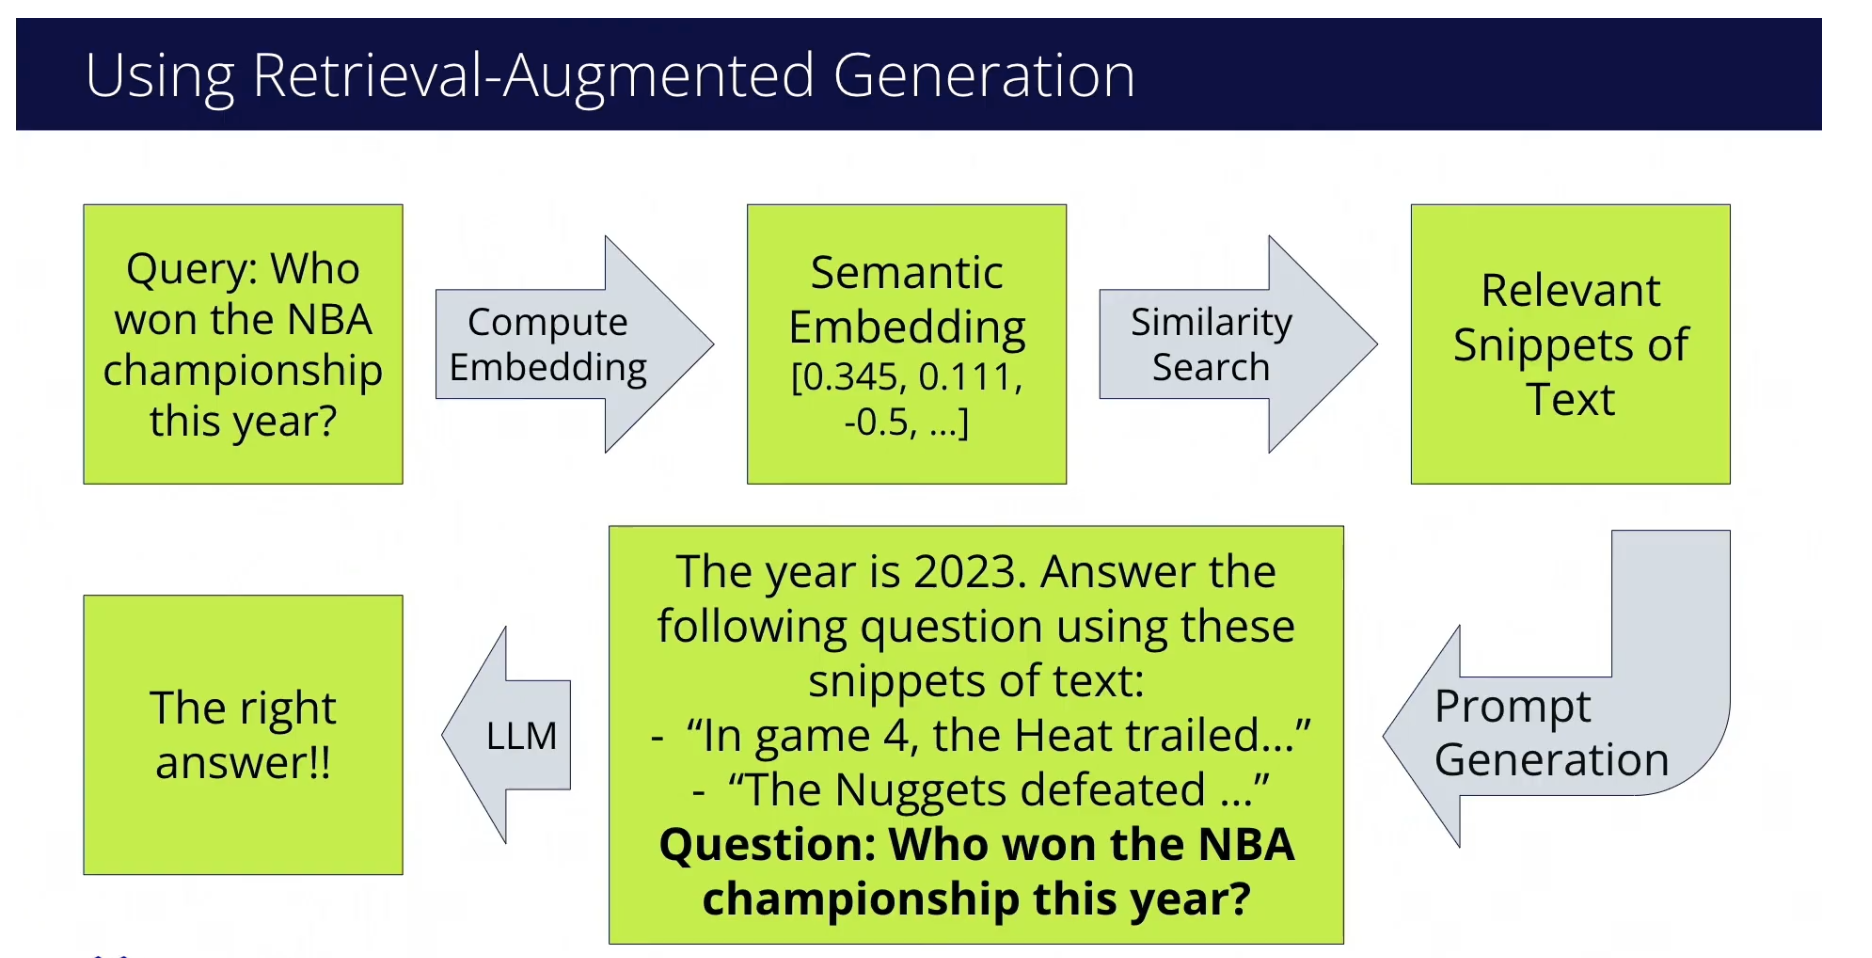 Using Retrieval-Augmented Generation
Query: Who
won the NBA
championship
this year?
Compute
Embedding
Semantic
Embedding
[0.345, 0.111,
-0.5, ...]
Similarity
Search
Relevant
Snippets of
Text
Prompt
Generation
The year is 2023. Answer the
following question using these
snippets of text:
- “In game 4, the Heat trailed...”
- “The Nuggets defeated ...”
Question: Who won the NBA
championship this year?
LLM
The right
answer!!